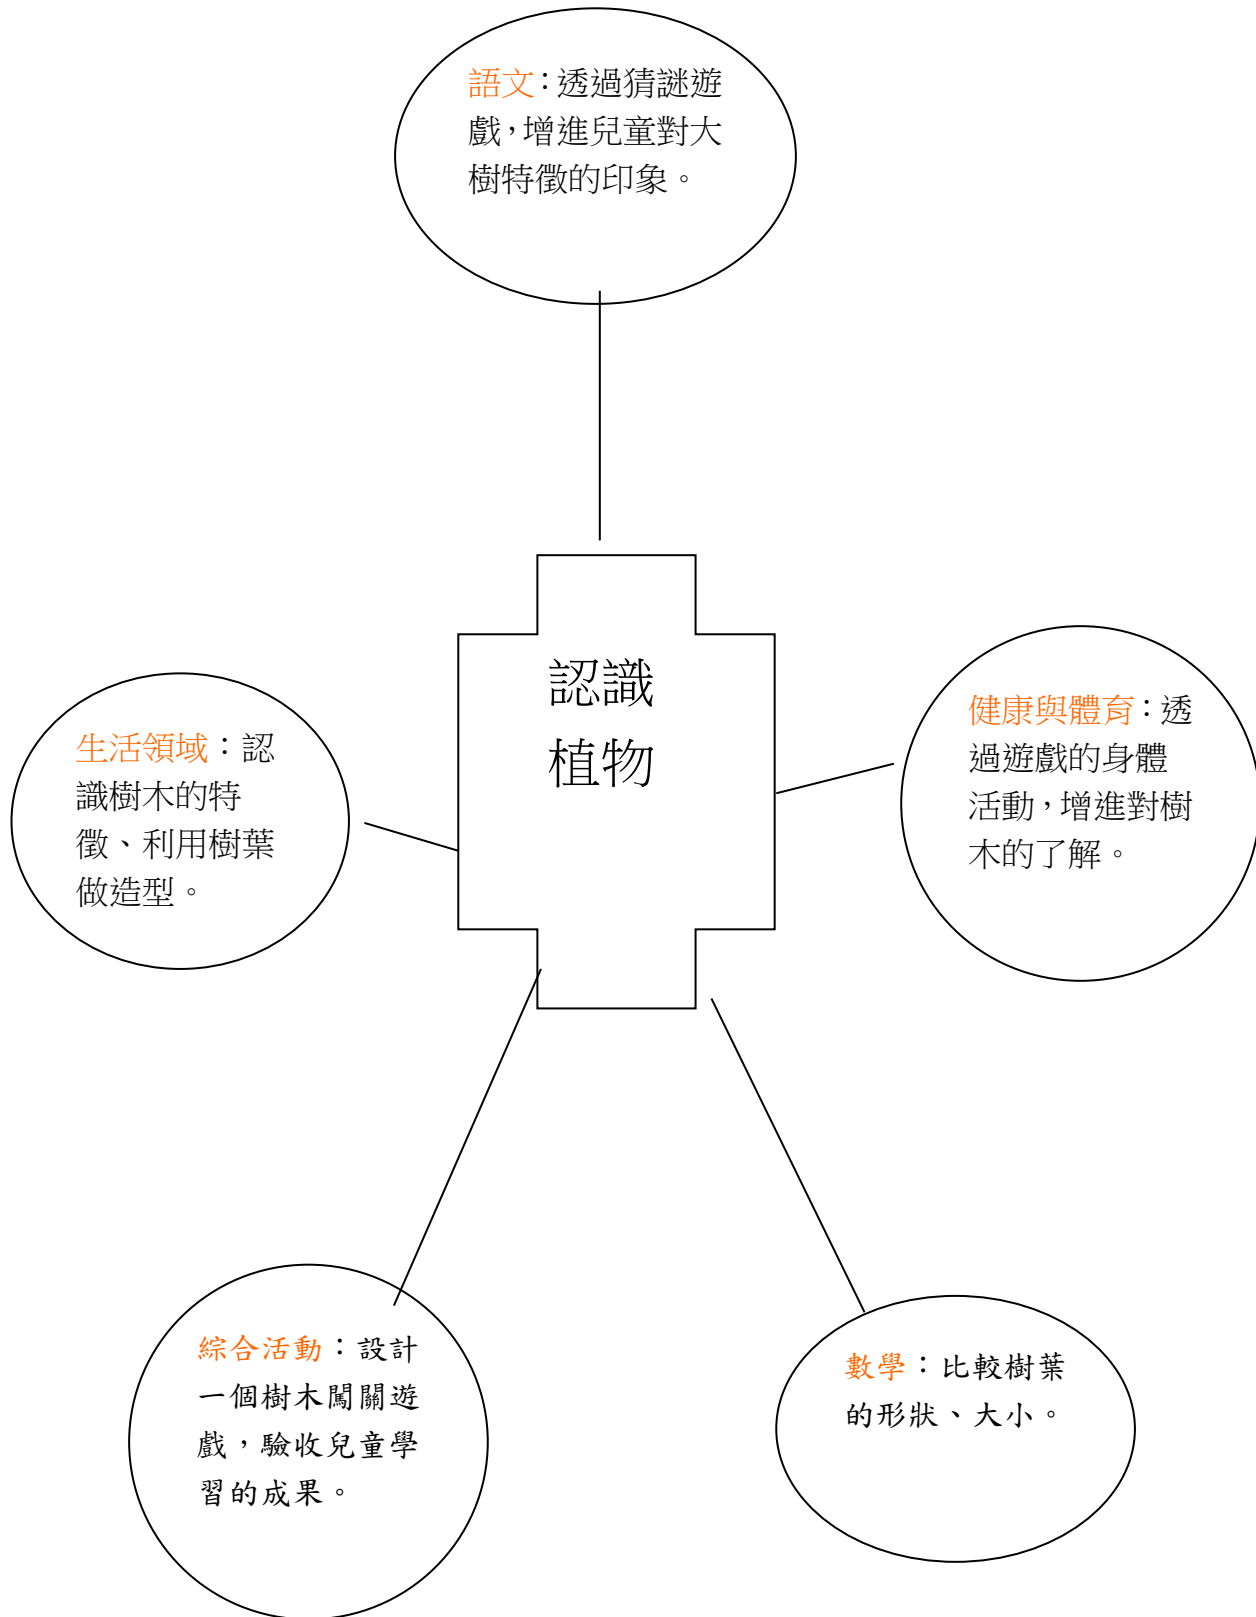 語文：透過猜謎遊
戲，增進兒童對大
樹特徵的印象。
認識
植物
健康與體育：透
過遊戲的身體
活動，增進對樹
木的了解。
生活領域：認
識樹木的特
徵、利用樹葉
做造型。
綜合活動：設計
一個樹木闖關遊
戲，驗收兒童學
習的成果。
數學：比較樹葉
的形狀、大小。